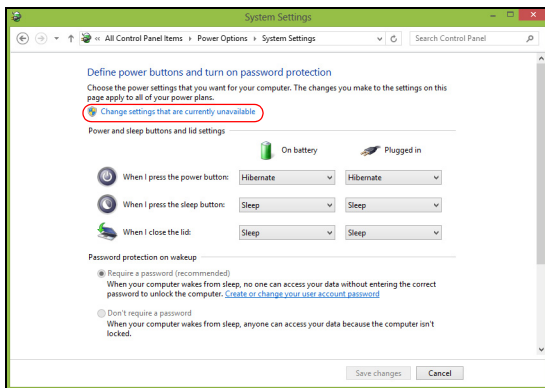 System Settings
« All Control Panel Items Power Options System Settings
Search Control Panel
Define power buttons and turn on password protection
Choose the power settings that you want for your computer. The changes you make to the settings on this
page apply to all of your power plans.
Change settings that are currently unavailable
Power and sleep buttons and lid settings
On battery Plugged in
When I press the power button: Hibernate Hibernate
When I press the sleep button: Sleep Sleep
When I close the lid: Sleep Sleep
Password protection on wakeup
Require a password (recommended)
When your computer wakes from sleep, no one can access your data without entering the correct
password to unlock the computer. Create or change your user account password
Don't require a password
When your computer wakes from sleep, anyone can access your data because the computer isn't
locked.
Save changes Cancel